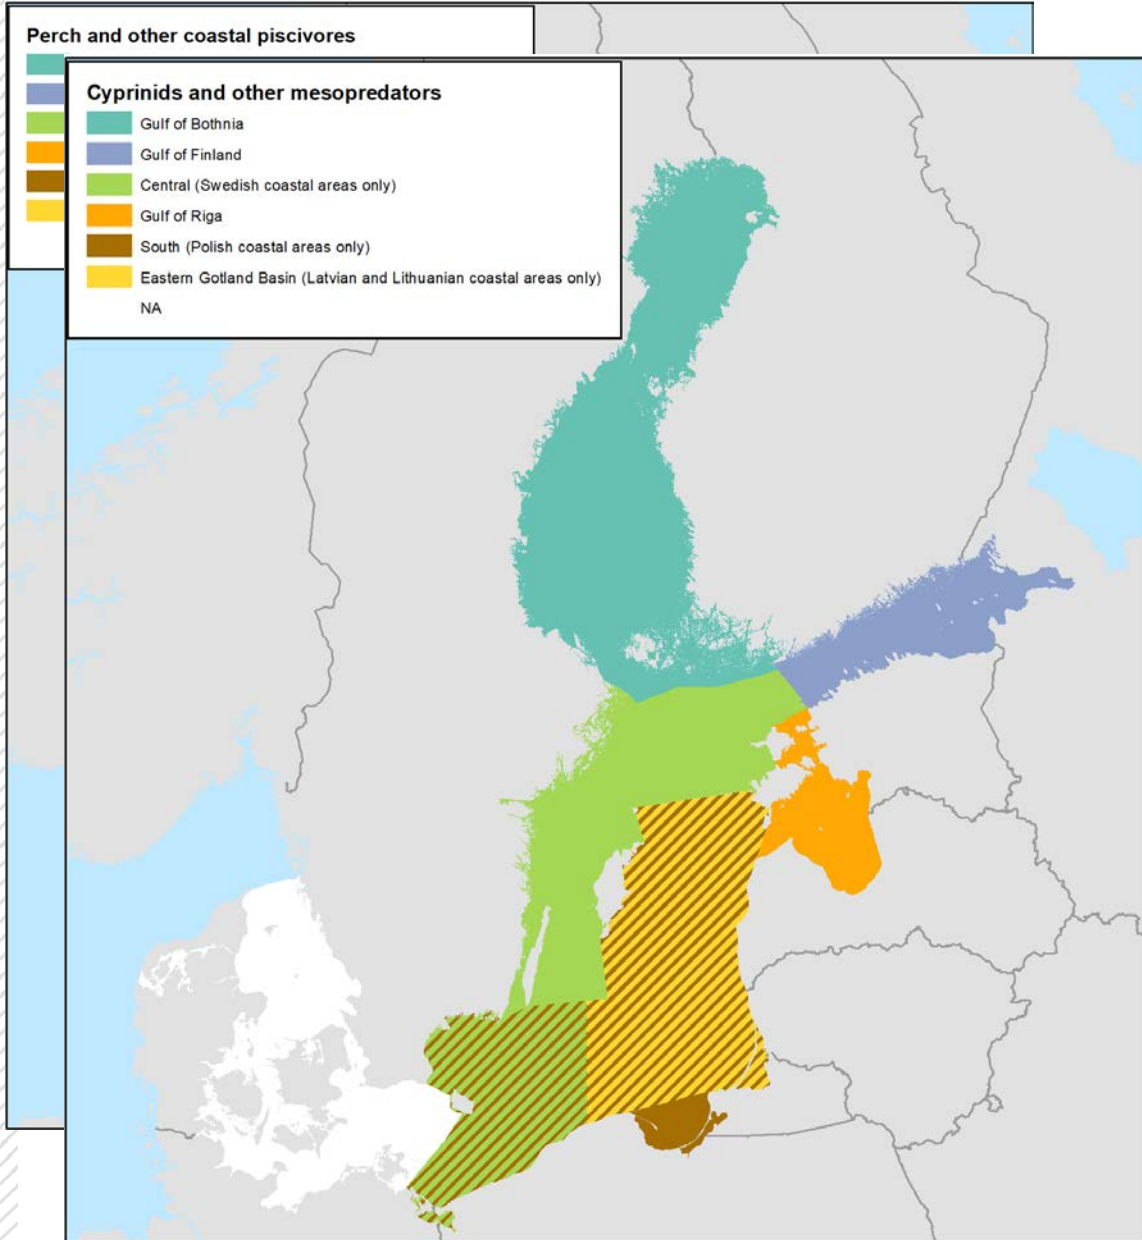 Perch and other coastal piscivores
Cyprinids and other mesopredators
Gulf of Bothnia
Gulf of Finland
Central (Swedish coastal areas only)
Gulf of Riga
South (Polish coastal areas only)
Eastern Gotland Basin (Latvian and Lithuanian coastal areas only)
NA